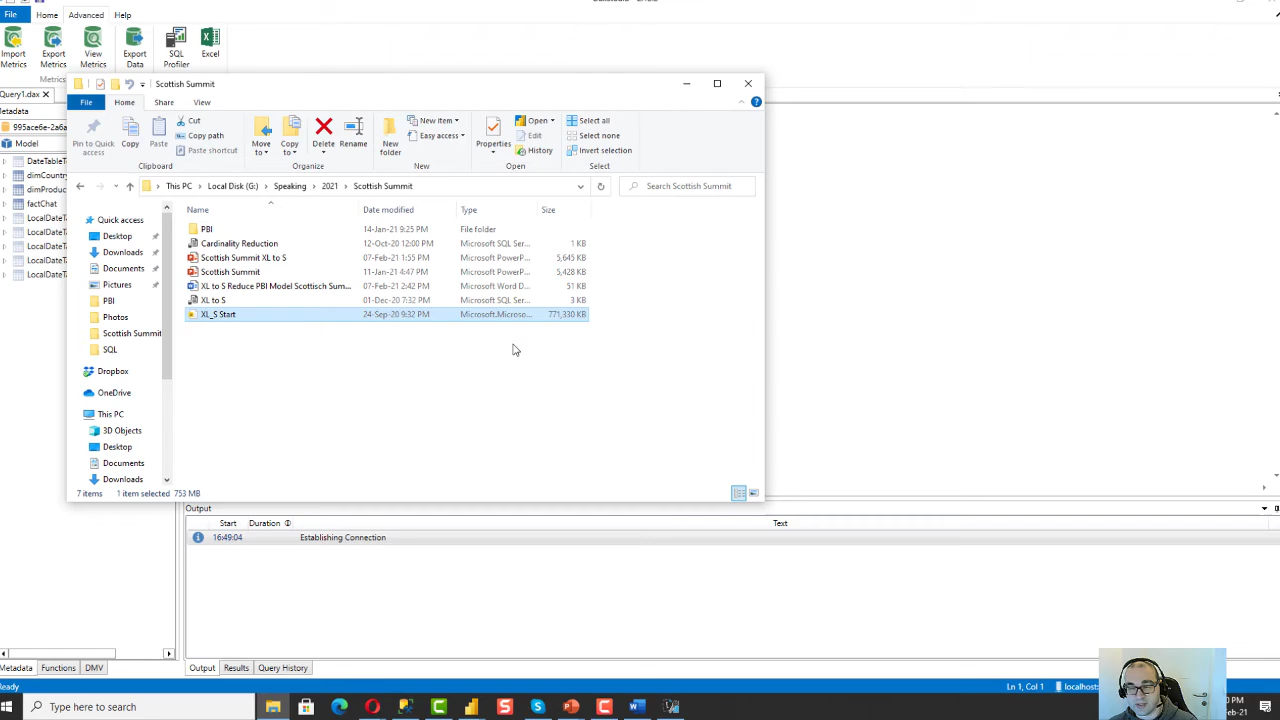 File Home Advanced Help
Import Metrics
Export Metrics
View Metrics
Export Data
SQL Profiler
Excel
Metrics
Query1.dax
Metadata
995ace6e-2a6a
Model
DateTableT
dimCountry
dimProduc
factChat
LocalDateTa
LocalDateTa
LocalDateTa
LocalDateTa
LocalDateTa
Scottish Summit
File Home Share View
Pin to Quick access
Copy
Paste
Cut
Copy path
Paste shortcut
Clipboard
Move to
Copy to
Delete
Rename
Organize
New folder
New item
Easy access
New
Properties
Open
Edit
History
Open
Select all
Select none
Invert selection
Select
This PC > Local Disk (G:) > Speaking > 2021 > Scottish Summit
Search Scottish Summit
Name Date modified Type Size
PBI 14-Jan-21 9:25 PM File folder
Cardinality Reduction 12-Oct-20 12:00 PM Microsoft SQL Ser... 1 KB
Scottish Summit XL to S 07-Feb-21 1:55 PM Microsoft PowerP... 5,645 KB
Scottish Summit 11-Jan-21 4:47 PM Microsoft PowerP... 5,428 KB
XL to S Reduce PBI Model Scottisch Sum... 07-Feb-21 2:42 PM Microsoft Word D... 51 KB
XL to S 01-Dec-20 7:32 PM Microsoft SQL Ser... 3 KB
XL_S Start 24-Sep-20 9:32 PM Microsoft.Microso... 771,330 KB
Quick access
Desktop
Downloads
Documents
Pictures
PBI
Photos
Scottish Summit
SQL
Dropbox
OneDrive
This PC
3D Objects
Desktop
Documents
Downloads
7 items 1 item selected 753 MB
Output
Start Duration Text
16:49:04 Establishing Connection
Metadata Functions DMV
Output Results Query History
Ready
Ln 1, Col 1
localhost:
Type here to search
PM
Feb-21